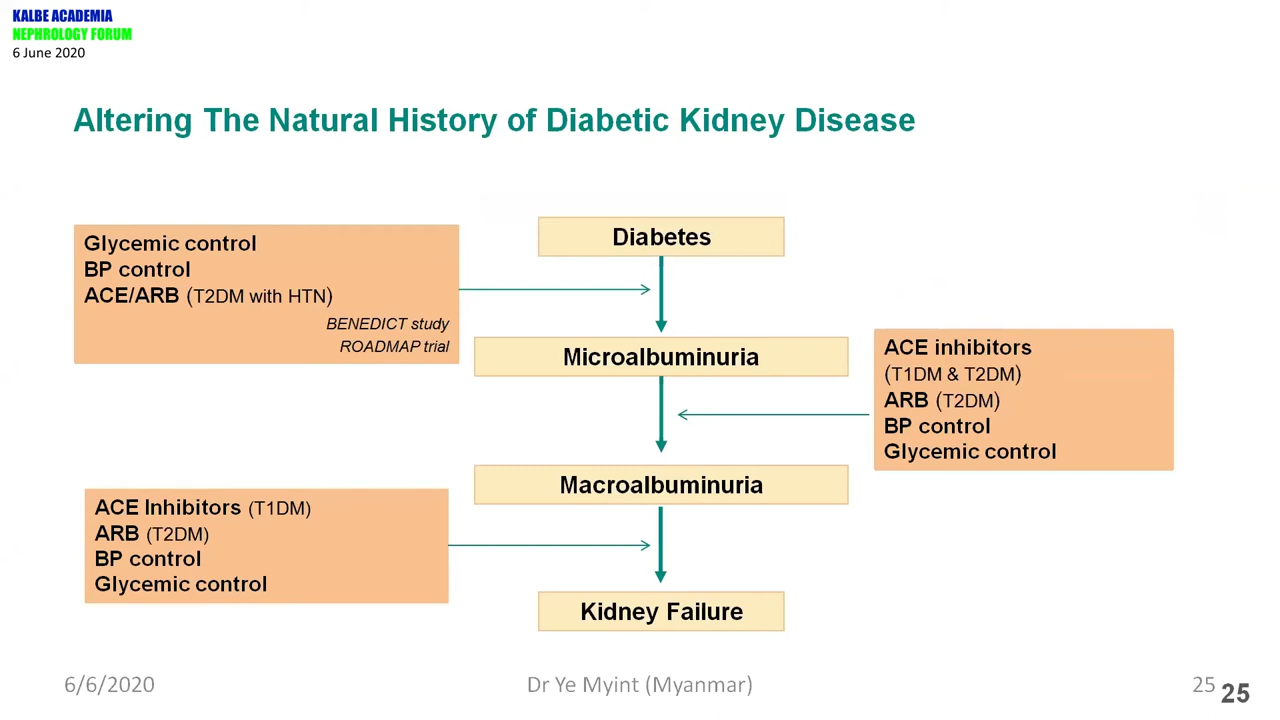 KALBE ACADEMIA
NEPHROLOGY FORUM
6 June 2020
Altering The Natural History of Diabetic Kidney Disease
Glycemic control
BP control
ACE/ARB (T2DM with HTN)
BENEDICT study
ROADMAP trial
Diabetes
Microalbuminuria
ACE inhibitors
(T1DM & T2DM)
ARB (T2DM)
BP control
Glycemic control
Macroalbuminuria
ACE Inhibitors (T1DM)
ARB (T2DM)
BP control
Glycemic control
Kidney Failure
6/6/2020
Dr Ye Myint (Myanmar)
25
25